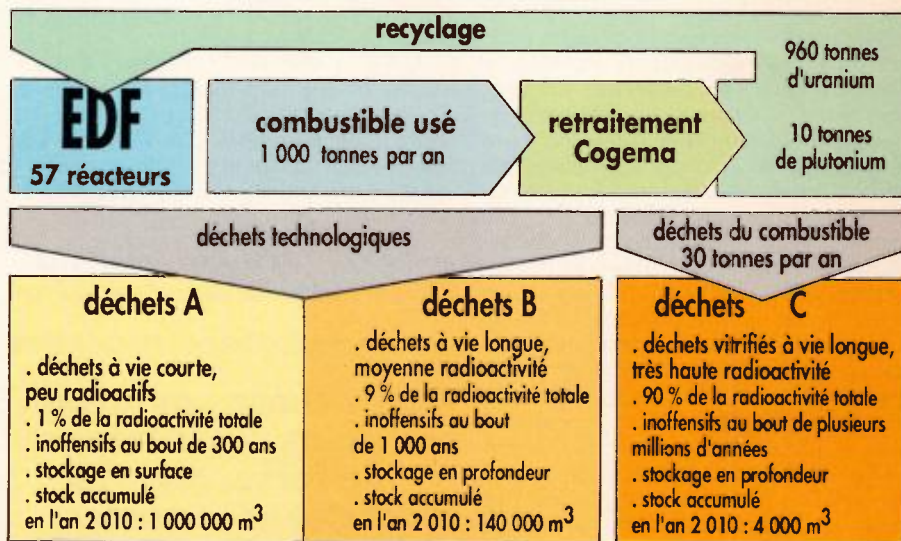 recyclage
960 tonnes
d'uranium
10 tonnes
de plutonium
EDF
57 réacteurs
combustible usé
1 000 tonnes par an
retraitement
Cogema
déchets technologiques
déchets du combustible
30 tonnes par an
déchets A
. déchets à vie courte,
peu radioactifs
. 1 % de la radioactivité totale
. inoffensifs au bout de 300 ans
. stockage en surface
. stock accumulé
en l'an 2 010 : 1 000 000 m³
déchets B
. déchets à vie longue,
moyenne radioactivité
. 9 % de la radioactivité totale
. inoffensifs au bout
de 1 000 ans
. stockage en profondeur
. stock accumulé
en l'an 2 010 : 140 000 m³
déchets C
. déchets vitrifiés à vie longue,
très haute radioactivité
. 90 % de la radioactivité totale
. inoffensifs au bout de plusieurs
millions d'années
. stockage en profondeur
. stock accumulé
en l'an 2 010 : 4 000 m³